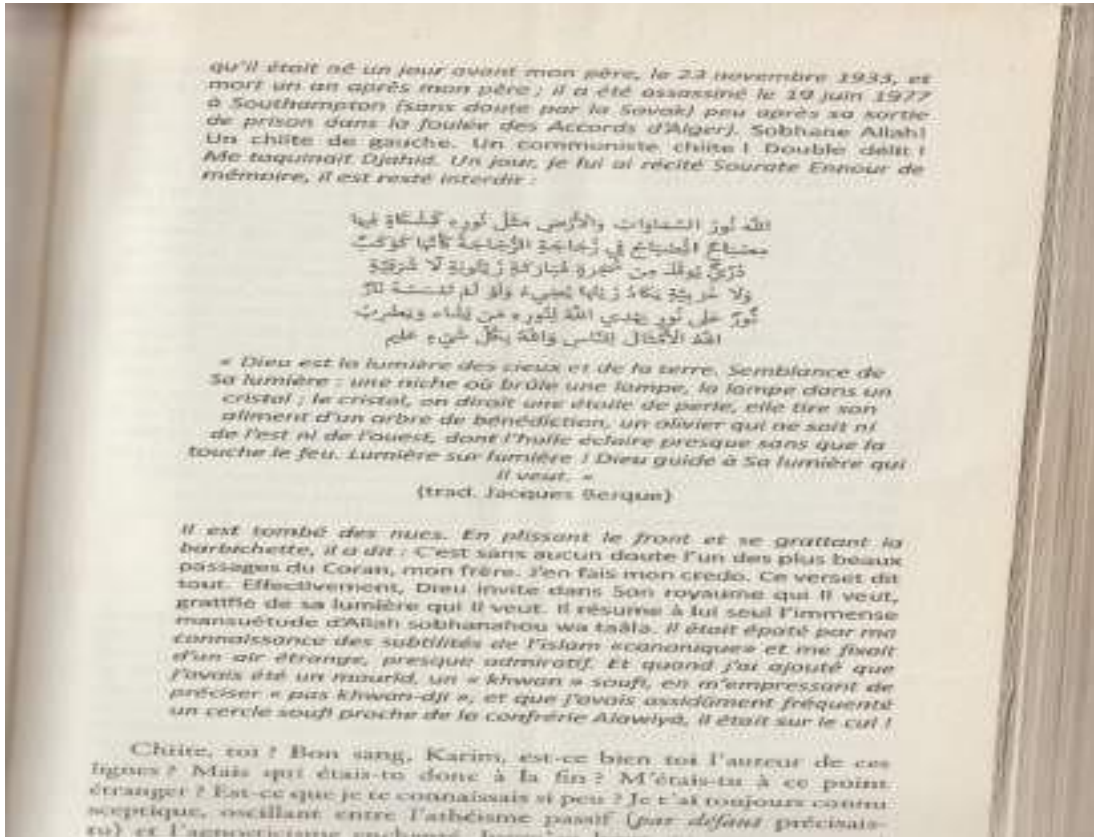 qu'il était né un jour avant mon père, le 23 novembre 1933, et
mort un an après mon père ; il a été assassiné le 19 juin 1977
à Southampton (sans doute par la Savak) peu après sa sortie
de prison dans la foulée des Accords d'Alger). Sobhane Allah!
Un chiite de gauche. Un communiste chiite ! Double délit !
Me taquinait Djahid. Un jour, je lui ai récité Sourate Ennour de
mémoire, il est resté interdit :
اللَّهُ نُورُ السَّمَاوَاتِ وَالْأَرْضِ مَثَلُ نُورِهِ كَمِشْكَاةٍ فِيهَا
مِصْبَاحٌ الْمِصْبَاحُ فِي زُجَاجَةٍ الزُّجَاجَةُ كَأَنَّهَا كَوْكَبٌ
دُرِّيٌّ يُوقَدُ مِن شَجَرَةٍ مُّبَارَكَةٍ زَيْتُونِةٍ لَّا شَرْقِيَّةٍ
وَلَا غَرْبِيَّةٍ يَكَادُ زَيْتُهَا يُضِيءُ وَلَوْ لَمْ تَمْسَسْهُ نَارٌ
نُّورٌ عَلَى نُورٍ يَهْدِي اللَّهُ لِنُورِهِ مَن يَشَاء وَيَضْرِبُ
اللَّهُ الْأَمْثَالَ لِلنَّاسِ وَاللَّهُ بِكُلِّ شَيْءٍ عَلِيم
« Dieu est la lumière des cieux et de la terre. Semblance de
Sa lumière : une niche où brûle une lampe, la lampe dans un
cristal ; le cristal, on dirait une étoile de perle, elle tire son
aliment d'un arbre de bénédiction, un olivier qui ne soit ni
de l'est ni de l'ouest, dont l'huile éclaire presque sans que la
touche le feu. Lumière sur lumière ! Dieu guide à Sa lumière qui
Il veut. »
(trad. Jacques Berque)
Il est tombé des nues. En plissant le front et se grattant la
barbichette, il a dit : C'est sans aucun doute l'un des plus beaux
passages du Coran, mon frère. J'en fais mon credo. Ce verset dit
tout. Effectivement, Dieu invite dans Son royaume qui Il veut,
gratifie de sa lumière qui Il veut. Il résume à lui seul l'immense
mansuétude d'Allah sobhanahou wa taâla. Il était épaté par ma
connaissance des subtilités de l'islam «canonique» et me fixait
d'un air étrange, presque admiratif. Et quand j'ai ajouté que
j'avais été un mourid, un « khwan » soufi, en m'empressant de
préciser « pas khwan-dji », et que j'avais assidûment fréquenté
un cercle soufi proche de la confrérie Alawiyâ, il était sur le cul !
Chiite, toi ? Bon sang, Karim, est-ce bien toi l'auteur de ces
lignes ? Mais qui étais-tu donc à la fin ? M'étais-tu à ce point
étranger ? Est-ce que je te connaissais si peu ? Je t'ai toujours connu
sceptique, oscillant entre l'athéisme passif (par défaut précisais-
tu) et l'agnosticisme